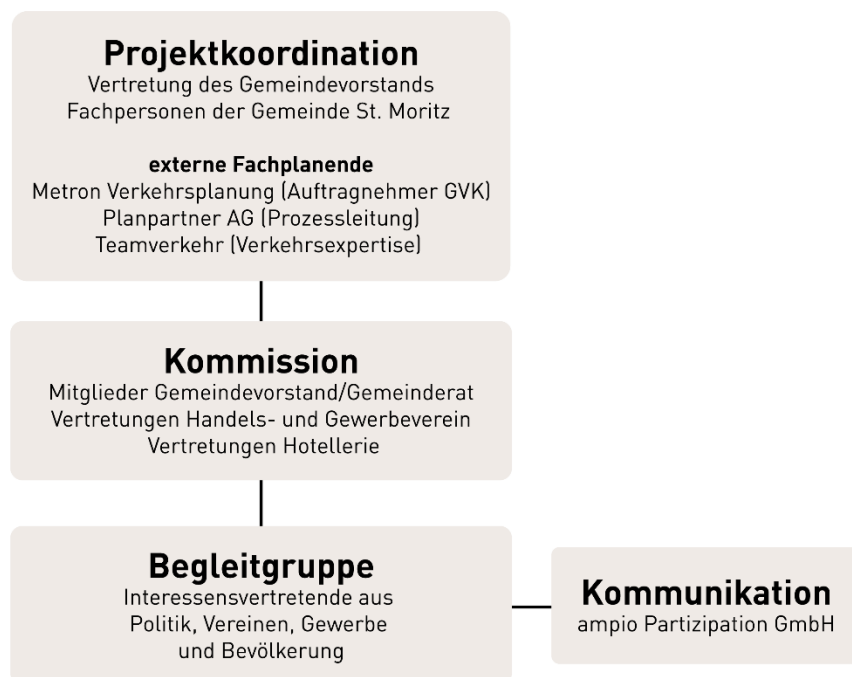 Projektkoordination
Vertretung des Gemeindevorstands
Fachpersonen der Gemeinde St. Moritz
externe Fachplanende
Metron Verkehrsplanung (Auftragnehmer GVK)
Planpartner AG (Prozessleitung)
Teamverkehr (Verkehrsexpertise)
Kommission
Mitglieder Gemeindevorstand/Gemeinderat
Vertretungen Handels- und Gewerbeverein
Vertretungen Hotellerie
Begleitgruppe
Interessensvertretende aus
Politik, Vereinen, Gewerbe
und Bevölkerung
Kommunikation
ampio Partizipation GmbH